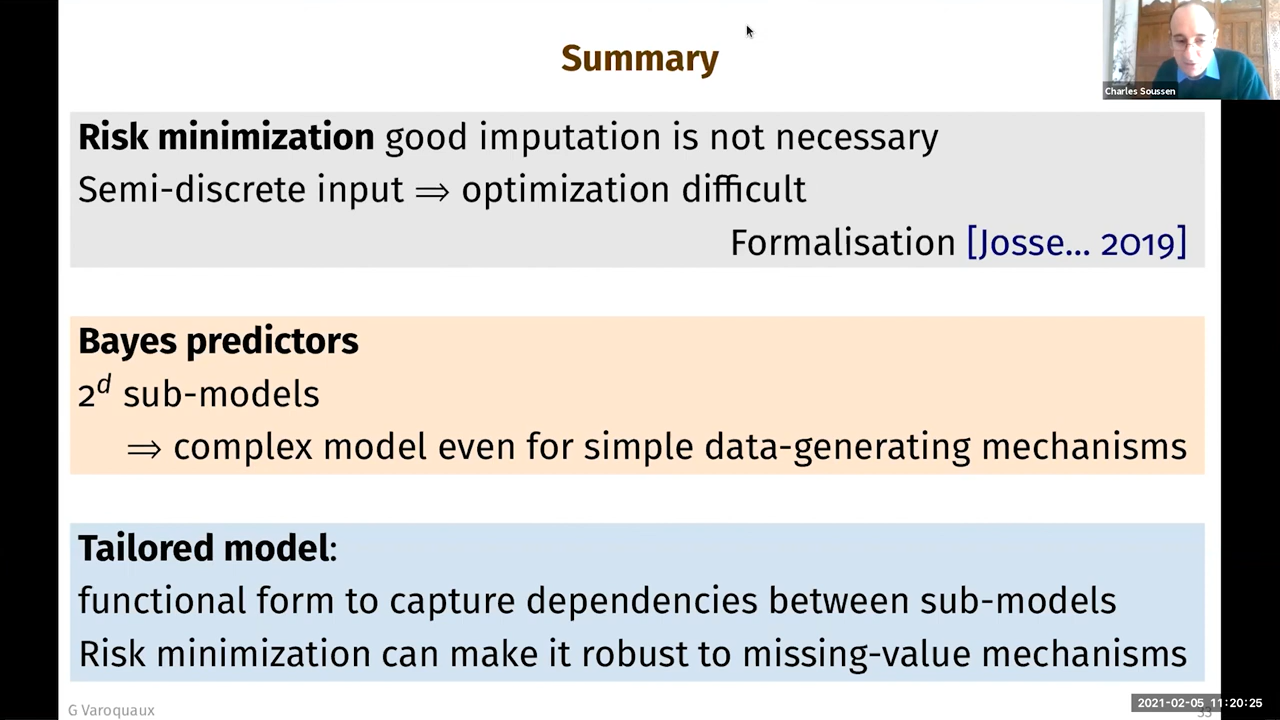 Summary
Charles Soussen
Risk minimization good imputation is not necessary
Semi-discrete input ⇒ optimization difficult
Formalisation [Josse... 2019]
Bayes predictors
2^d sub-models
⇒ complex model even for simple data-generating mechanisms
Tailored model:
functional form to capture dependencies between sub-models
Risk minimization can make it robust to missing-value mechanisms
G Varoquaux
2021-02-05 11:20:25